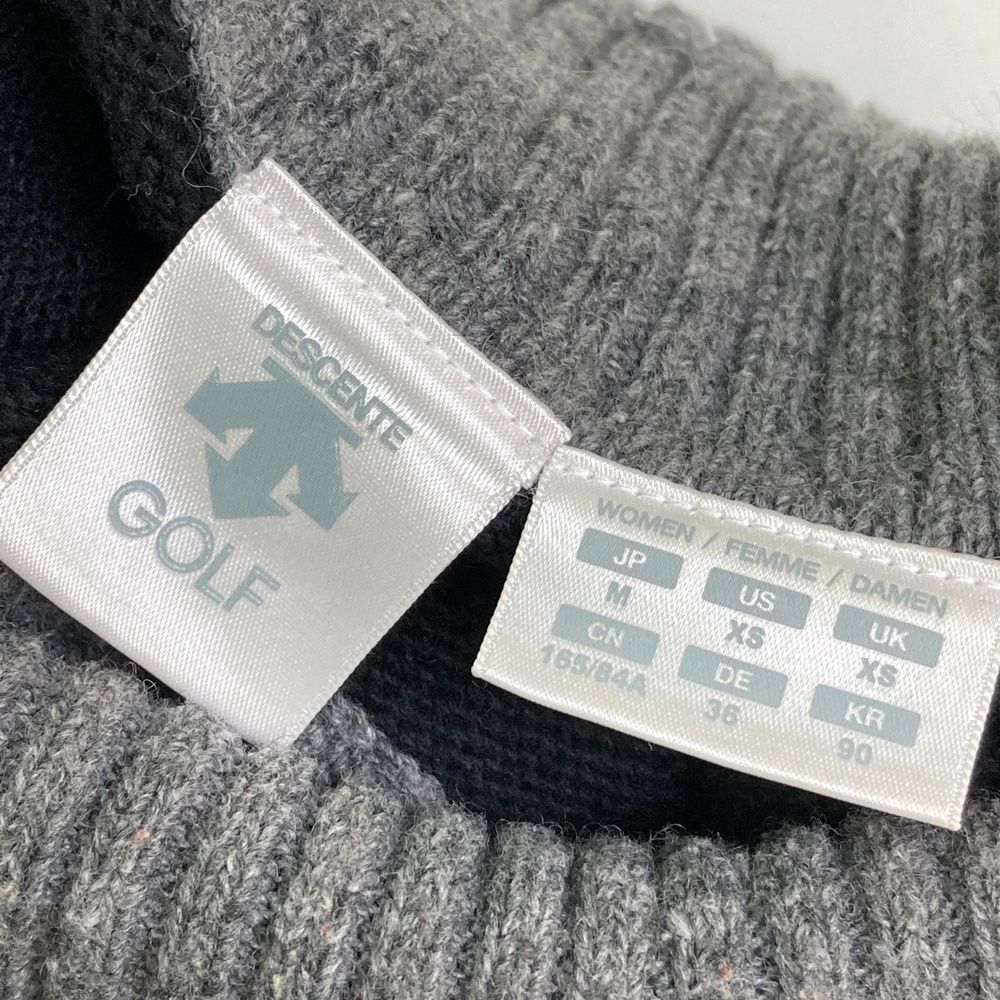 DESCENTE
GOLF
WOMEN / FEMME / DAMEN
JP US UK
M XS XS
CN DE KR
165/84A 36 90